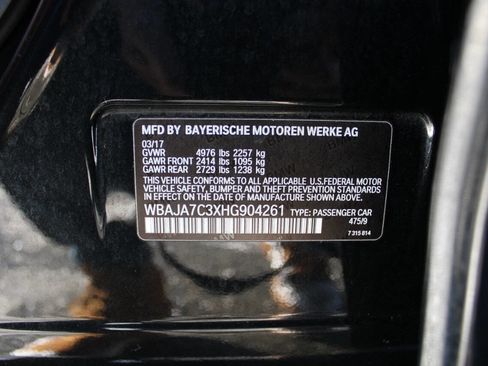 MFD BY BAYERISCHE MOTOREN WERKE AG
03/17
GVWR 4976 lbs 2257 kg
GAWR FRONT 2414 lbs 1095 kg
GAWR REAR 2729 lbs 1238 kg
THIS VEHICLE CONFORMS TO ALL APPLICABLE U.S.FEDERAL MOTOR
VEHICLE SAFETY, BUMPER AND THEFT PREVENTION STANDARDS
IN EFFECT ON THE DATE OF MANUFACTURE SHOWN ABOVE.
WBAJA7C3XHG904261 TYPE: PASSENGER CAR
475/9
7 315 814